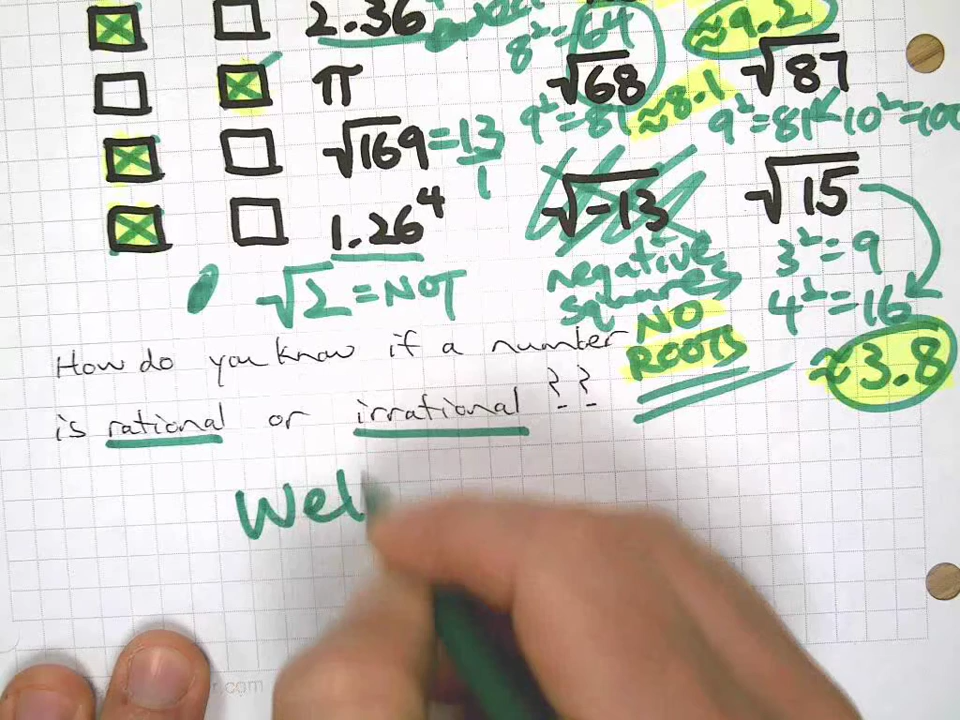 2.36
π
√169 = 13
1
1.26⁴
√2 = NOT
8² = 64
√68
9² = 81
≈8.1
≈9.2
√87
9² = 81 10² = 100
√-13
negative
squares
NO
ROOTS
√15
3² = 9
4² = 16
≈3.8
How do you know if a number
is rational or irrational ??
Wel